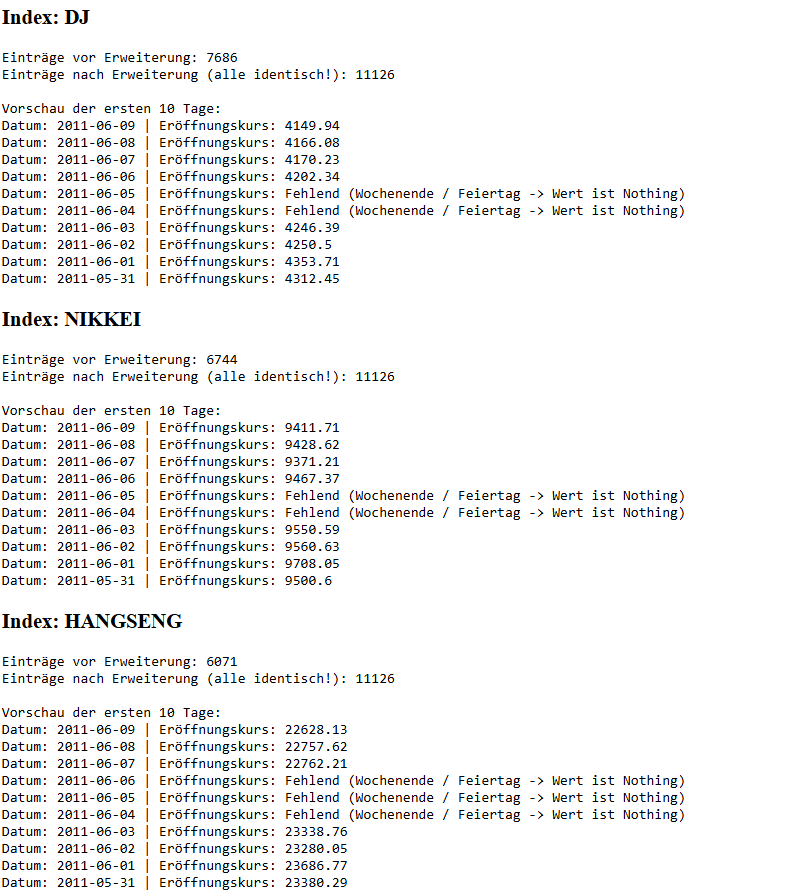 Index: DJ
Einträge vor Erweiterung: 7686
Einträge nach Erweiterung (alle identisch!): 11126
Vorschau der ersten 10 Tage:
Datum: 2011-06-09 | Eröffnungskurs: 4149.94
Datum: 2011-06-08 | Eröffnungskurs: 4166.08
Datum: 2011-06-07 | Eröffnungskurs: 4170.23
Datum: 2011-06-06 | Eröffnungskurs: 4202.34
Datum: 2011-06-05 | Eröffnungskurs: Fehlend (Wochenende / Feiertag -> Wert ist Nothing)
Datum: 2011-06-04 | Eröffnungskurs: Fehlend (Wochenende / Feiertag -> Wert ist Nothing)
Datum: 2011-06-03 | Eröffnungskurs: 4246.39
Datum: 2011-06-02 | Eröffnungskurs: 4250.5
Datum: 2011-06-01 | Eröffnungskurs: 4353.71
Datum: 2011-05-31 | Eröffnungskurs: 4312.45
Index: NIKKEI
Einträge vor Erweiterung: 6744
Einträge nach Erweiterung (alle identisch!): 11126
Vorschau der ersten 10 Tage:
Datum: 2011-06-09 | Eröffnungskurs: 9411.71
Datum: 2011-06-08 | Eröffnungskurs: 9428.62
Datum: 2011-06-07 | Eröffnungskurs: 9371.21
Datum: 2011-06-06 | Eröffnungskurs: 9467.37
Datum: 2011-06-05 | Eröffnungskurs: Fehlend (Wochenende / Feiertag -> Wert ist Nothing)
Datum: 2011-06-04 | Eröffnungskurs: Fehlend (Wochenende / Feiertag -> Wert ist Nothing)
Datum: 2011-06-03 | Eröffnungskurs: 9550.59
Datum: 2011-06-02 | Eröffnungskurs: 9560.63
Datum: 2011-06-01 | Eröffnungskurs: 9708.05
Datum: 2011-05-31 | Eröffnungskurs: 9500.6
Index: HANGSENG
Einträge vor Erweiterung: 6071
Einträge nach Erweiterung (alle identisch!): 11126
Vorschau der ersten 10 Tage:
Datum: 2011-06-09 | Eröffnungskurs: 22628.13
Datum: 2011-06-08 | Eröffnungskurs: 22757.62
Datum: 2011-06-07 | Eröffnungskurs: 22762.21
Datum: 2011-06-06 | Eröffnungskurs: Fehlend (Wochenende / Feiertag -> Wert ist Nothing)
Datum: 2011-06-05 | Eröffnungskurs: Fehlend (Wochenende / Feiertag -> Wert ist Nothing)
Datum: 2011-06-04 | Eröffnungskurs: Fehlend (Wochenende / Feiertag -> Wert ist Nothing)
Datum: 2011-06-03 | Eröffnungskurs: 23338.76
Datum: 2011-06-02 | Eröffnungskurs: 23280.05
Datum: 2011-06-01 | Eröffnungskurs: 23686.77
Datum: 2011-05-31 | Eröffnungskurs: 23380.29